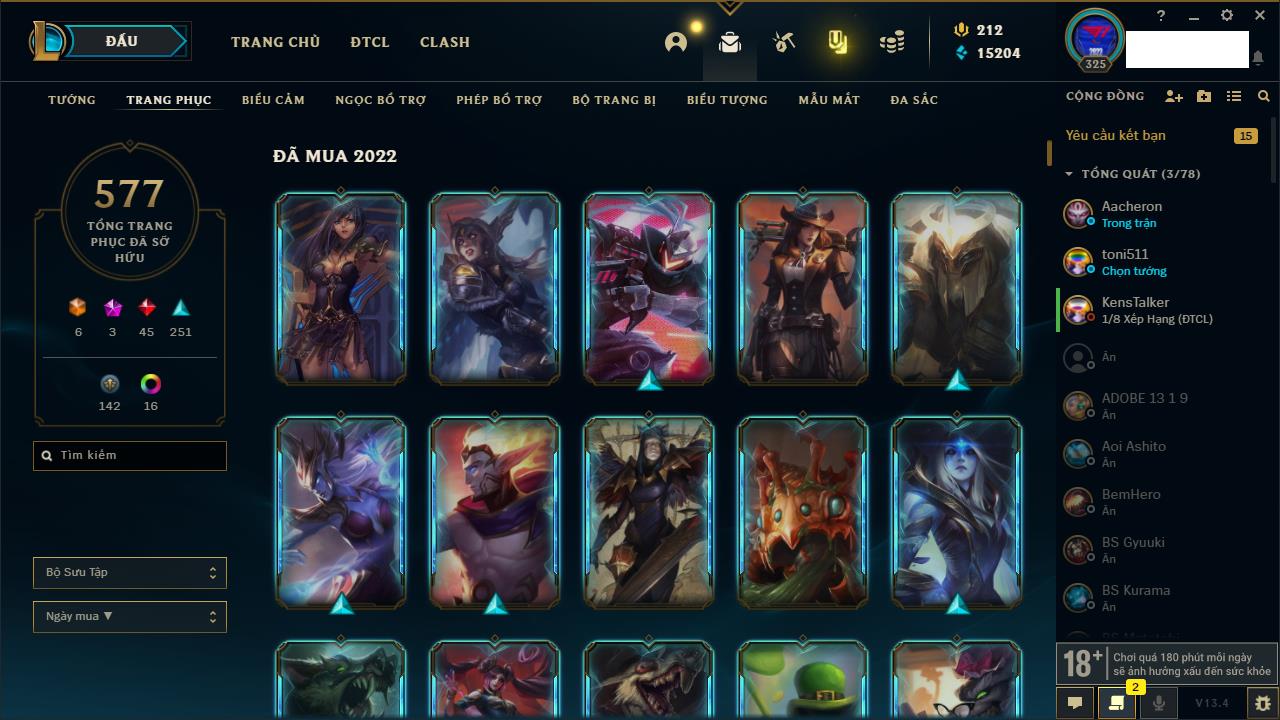 ĐẤU
TRANG CHỦ
ĐTCL
CLASH
212
15204
?
2022
325
TƯỚNG
TRANG PHỤC
BIỂU CẢM
NGỌC BỔ TRỢ
PHÉP BỔ TRỢ
BỘ TRANG BỊ
BIỂU TƯỢNG
MẪU MẮT
ĐA SẮC
CỘNG ĐỒNG
577
TỔNG TRANG
PHỤC ĐÃ SỞ
HỮU
6
3
45
251
142
16
Tìm kiếm
Bộ Sưu Tập
Ngày mua ▼
ĐÃ MUA 2022
Yêu cầu kết bạn
15
TỔNG QUÁT (3/78)
Aacheron
Trong trận
toni511
Chọn tướng
KensTalker
1/8 Xếp Hạng (ĐTCL)
Ẩn
ADOBE 13 1 9
Ẩn
Aoi Ashito
Ẩn
BemHero
Ẩn
BS Gyuuki
Ẩn
BS Kurama
Ẩn
18+
Chơi quá 180 phút mỗi ngày
sẽ ảnh hưởng xấu đến sức khỏe
2
V13.4